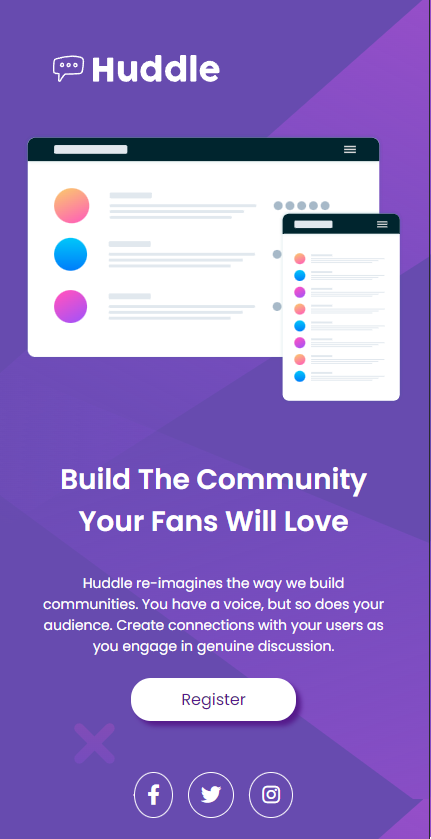 Huddle
Build The Community
Your Fans Will Love
Huddle re-imagines the way we build
communities. You have a voice, but so does your
audience. Create connections with your users as
you engage in genuine discussion.
Register